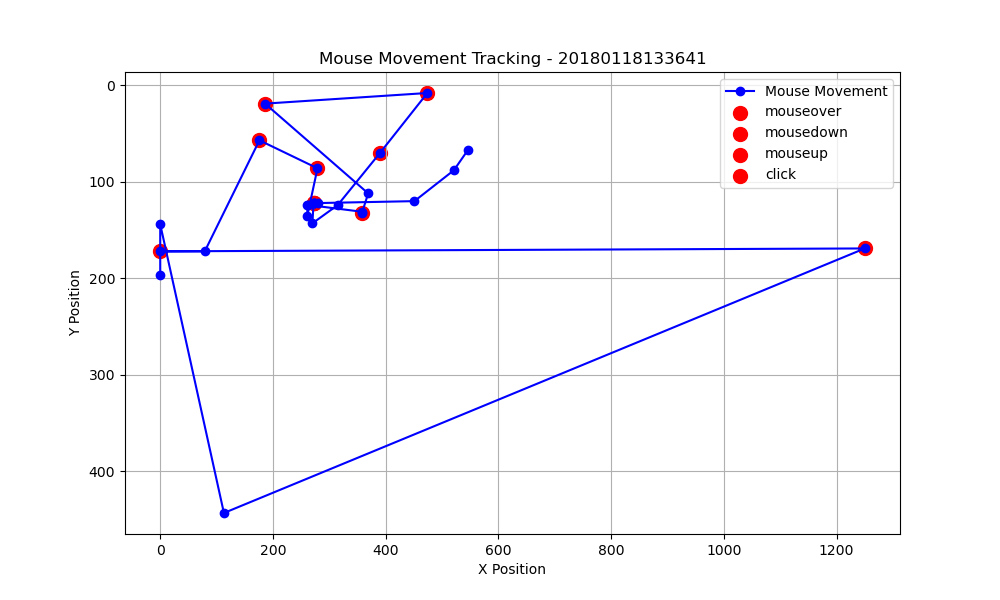 Mouse Movement Tracking - 20180118133641
Mouse Movement
mouseover
mousedown
mouseup
click
Y Position
0
100
200
300
400
0 200 400 600 800 1000 1200
X Position